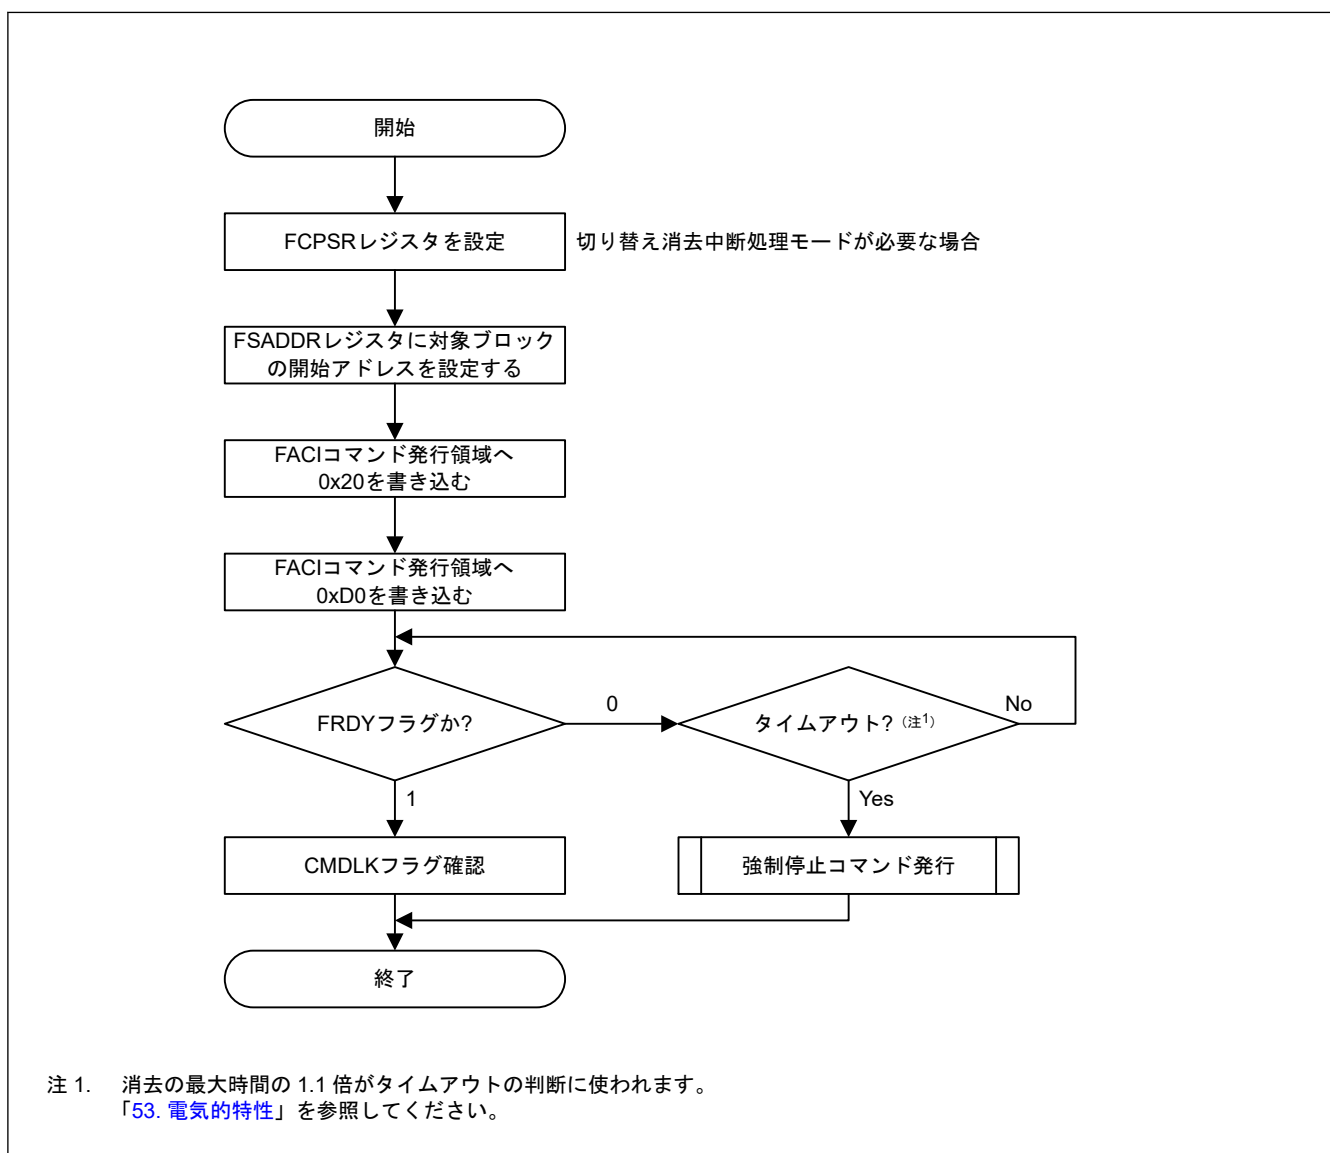 開始
FCPSRレジスタを設定
切り替え消去中断処理モードが必要な場合
FSADDRレジスタに対象ブロック
の開始アドレスを設定する
FACIコマンド発行領域へ
0x20を書き込む
FACIコマンド発行領域へ
0xD0を書き込む
FRDYフラグか?
0
タイムアウト?(注1)
No
1
Yes
CMDLKフラグ確認
強制停止コマンド発行
終了
注 1. 消去の最大時間の 1.1 倍がタイムアウトの判断に使われます。
「53. 電気的特性」を参照してください。